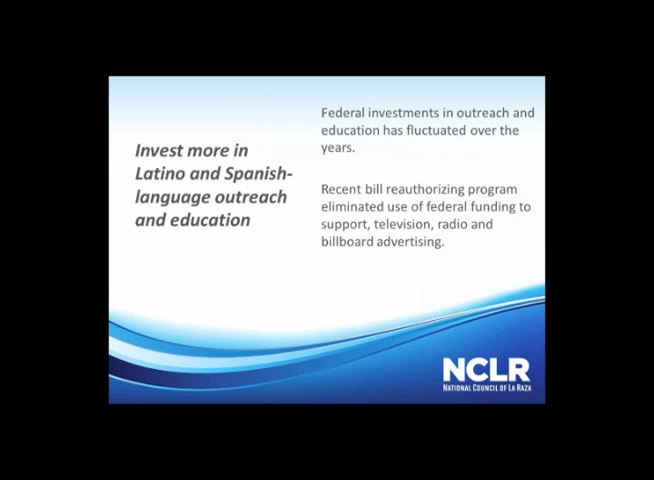 Invest more in
Latino and Spanish-
language outreach
and education
Federal investments in outreach and
education has fluctuated over the
years.
Recent bill reauthorizing program
eliminated use of federal funding to
support, television, radio and
billboard advertising.
NCLR
NATIONAL COUNCIL OF LA RAZA